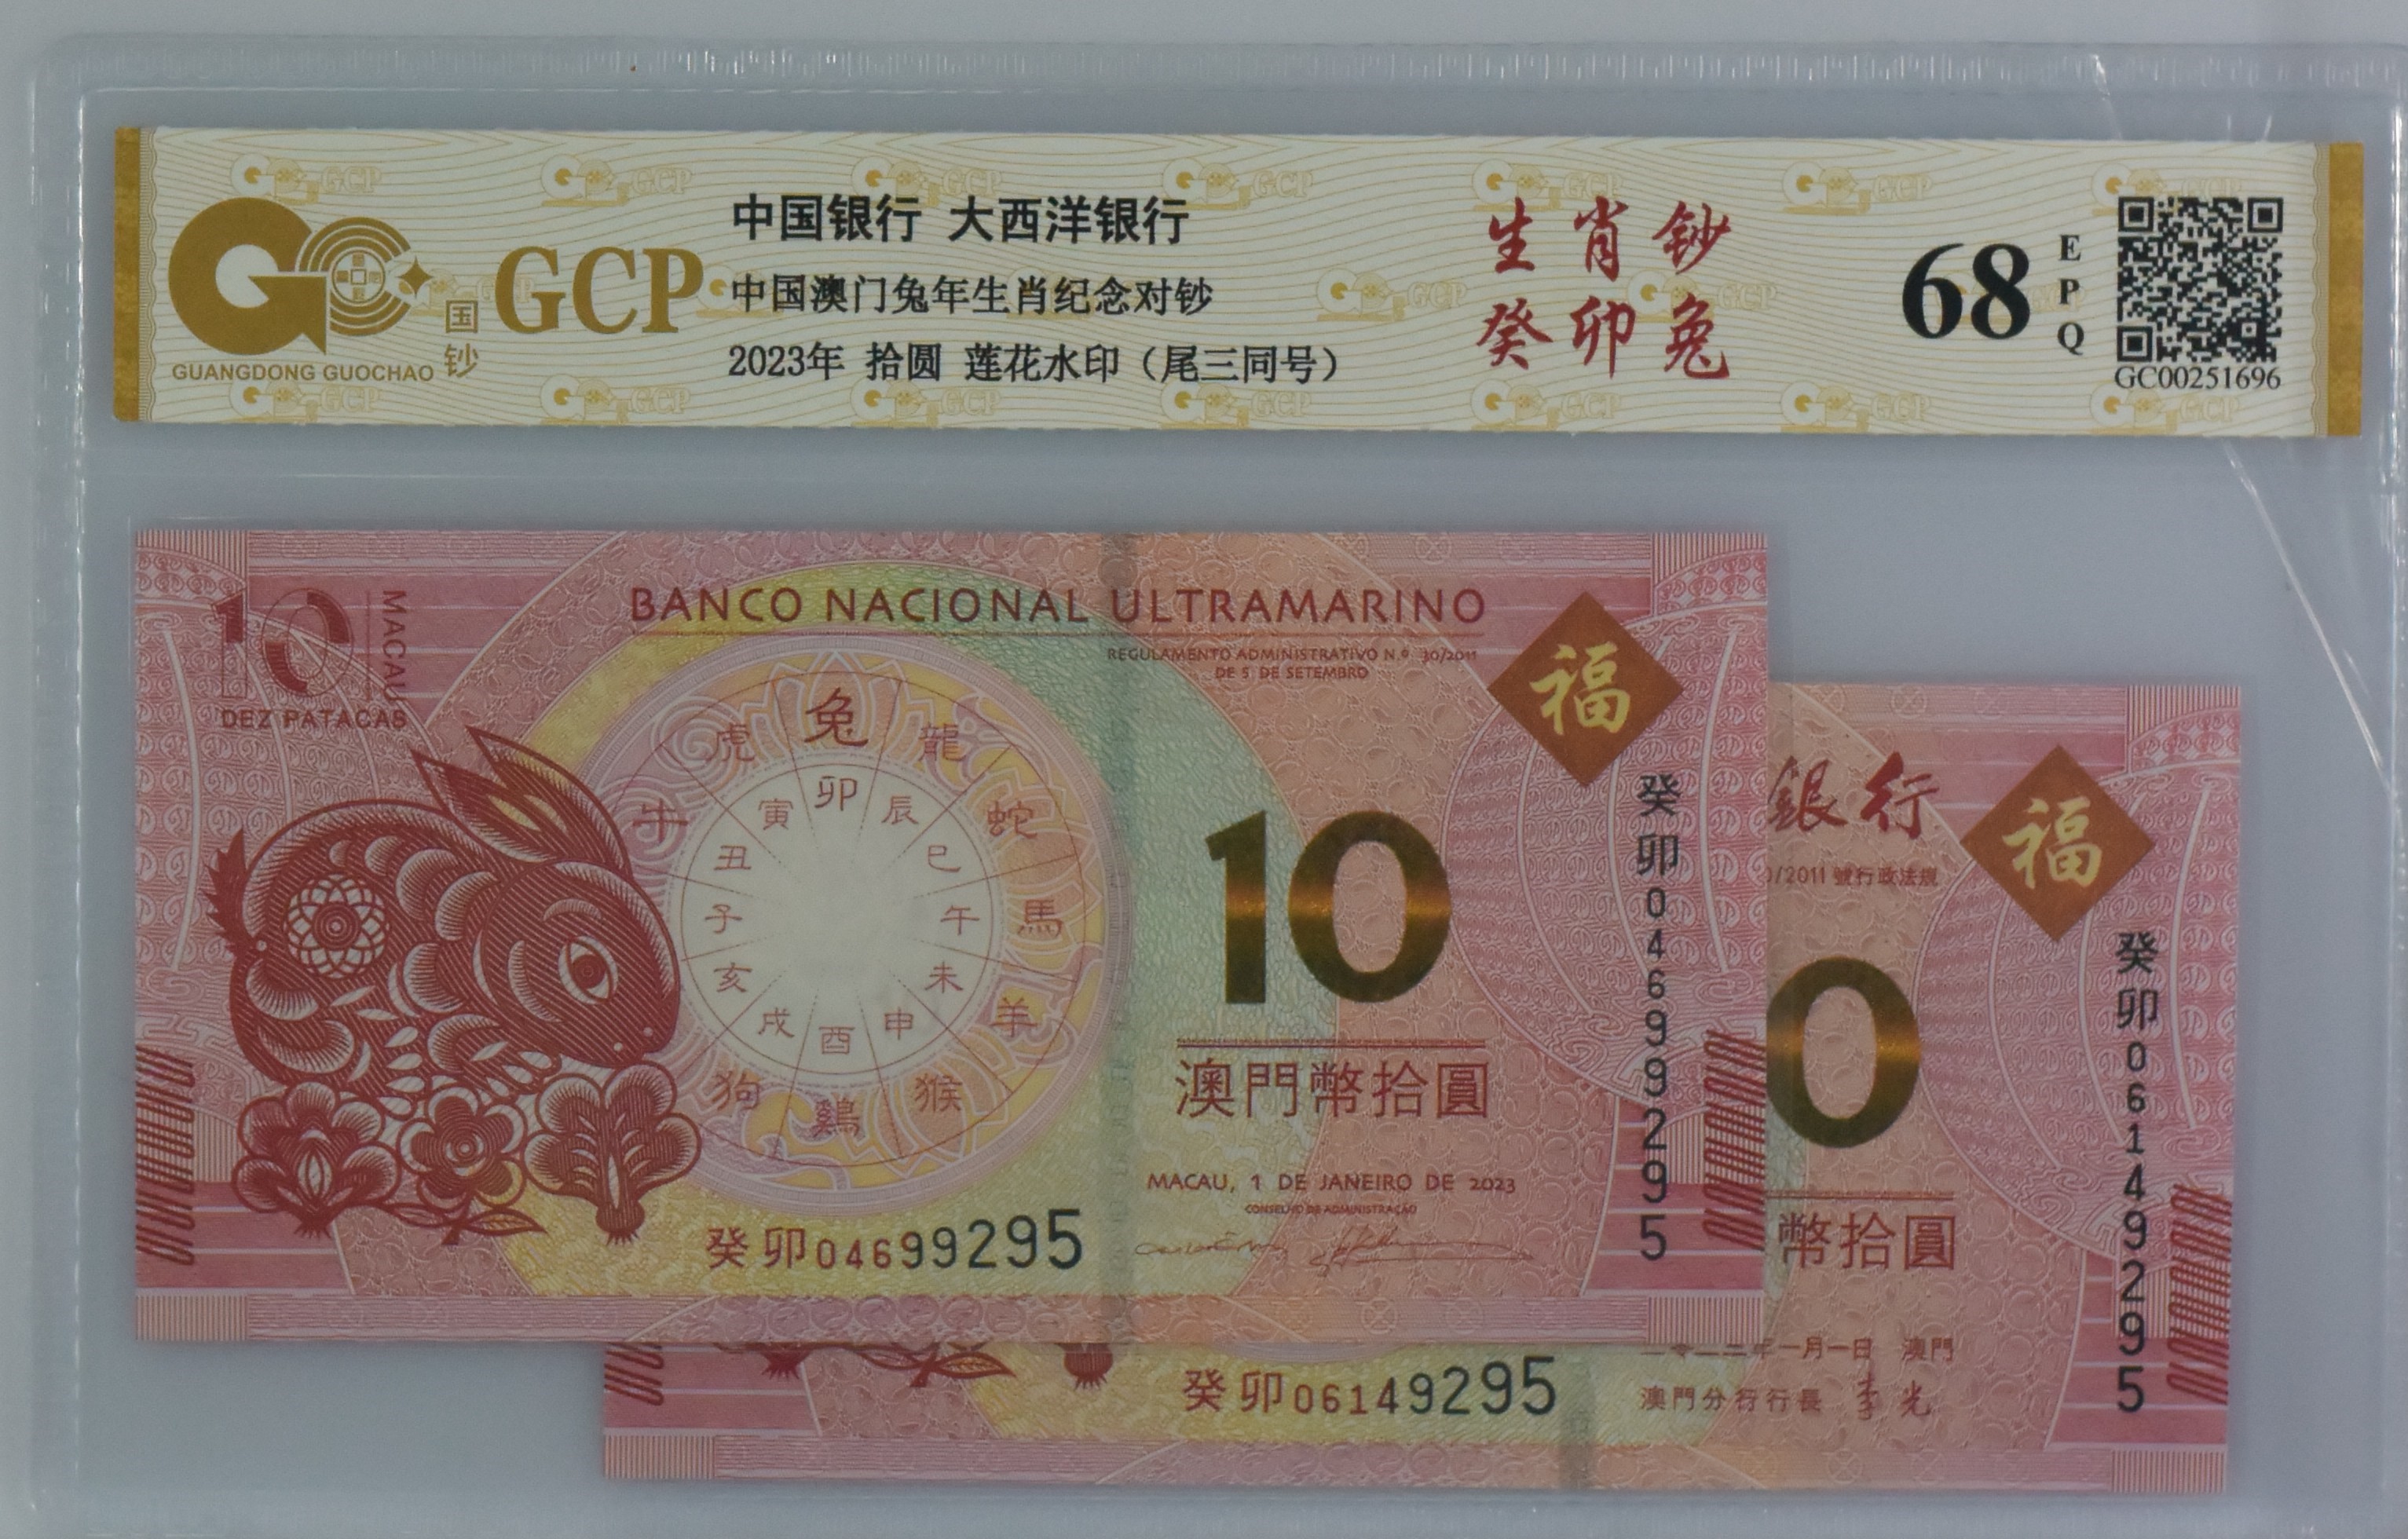 GUANGDONG GUOCHAO
国钞
GCP
中国银行 大西洋银行
中国澳门兔年生肖纪念对钞
2023年 拾圆 莲花水印（尾三同号）
生肖钞
癸卯兔
68
EPQ
GC00251696
10
MACAU
DEZ PATACAS
BANCO NACIONAL ULTRAMARINO
REGULAMENTO ADMINISTRATIVO N.º 30/2011
DE 5 DE SETEMBRO
福
兔
龍
蛇
馬
羊
猴
鷄
狗
牛
虎
卯
辰
巳
午
未
申
酉
戌
亥
子
丑
寅
10
澳門幣拾圓
MACAU, 1 DE JANEIRO DE 2023
CONSELHO DE ADMINISTRAÇÃO
癸卯04699295
癸卯04699295
銀行
0/2011 號行政法規
福
0
幣拾圓
年一月一日 澳門
澳門分行行長
癸卯06149295
癸卯06149295